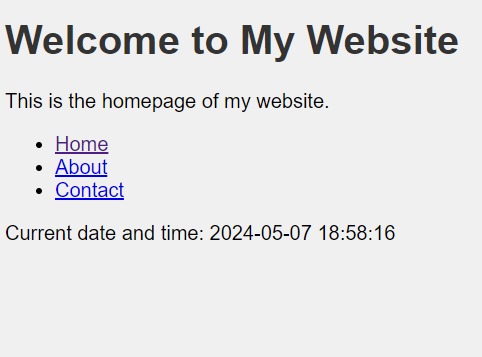 Welcome to My Website
This is the homepage of my website.
Home
About
Contact
Current date and time: 2024-05-07 18:58:16